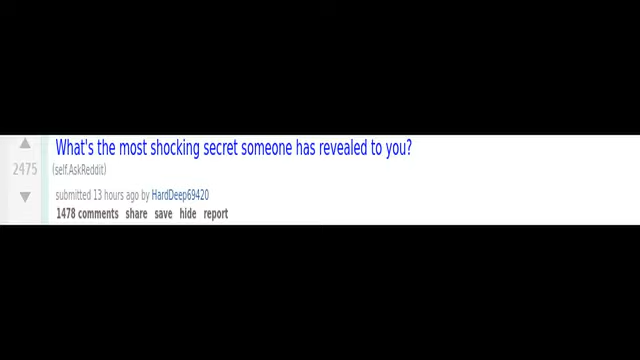 What's the most shocking secret someone has revealed to you?
2475
(self.AskReddit)
submitted 13 hours ago by HardDeep69420
1478 comments share save hide report